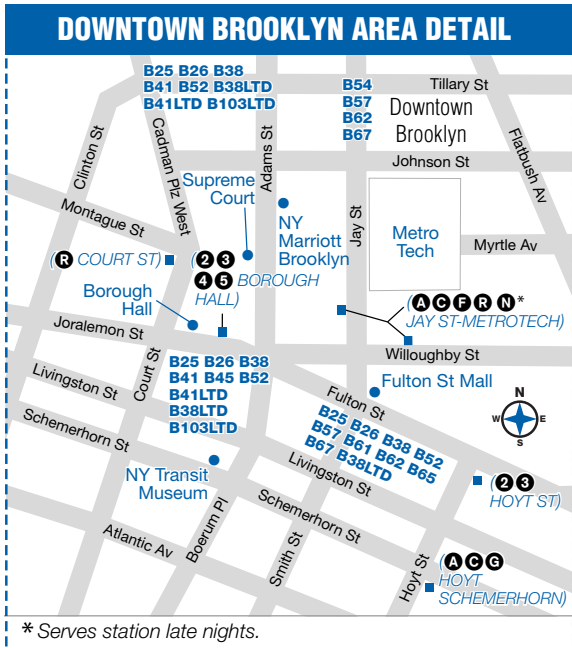 DOWNTOWN BROOKLYN AREA DETAIL
B25 B26 B38
B41 B52 B38LTD
B41LTD B103LTD
B54
B57
B62
B67
Tillary St
Downtown
Brooklyn
Clinton St
Cadman Plz West
Adams St
Jay St
Flatbush Av
Johnson St
Supreme
Court
NY
Marriott
Brooklyn
Metro
Tech
Montague St
Myrtle Av
(R COURT ST)
(2 3
4 5 BOROUGH
HALL)
Borough
Hall
(A C F R N*
JAY ST-METROTECH)
Joralemon St
Willoughby St
Court St
B25 B26 B38
B41 B45 B52
B41LTD
B38LTD
B103LTD
Fulton St Mall
Fulton St
N
W E
S
Livingston St
B25 B26 B38 B52
B57 B61 B62 B65
B67 B38LTD
Schemerhorn St
NY Transit
Museum
Livingston St
(2 3
HOYT ST)
Schemerhorn St
Boerum Pl
Atlantic Av
Smith St
Hoyt St
(A C G
HOYT
SCHEMERHORN)
* Serves station late nights.